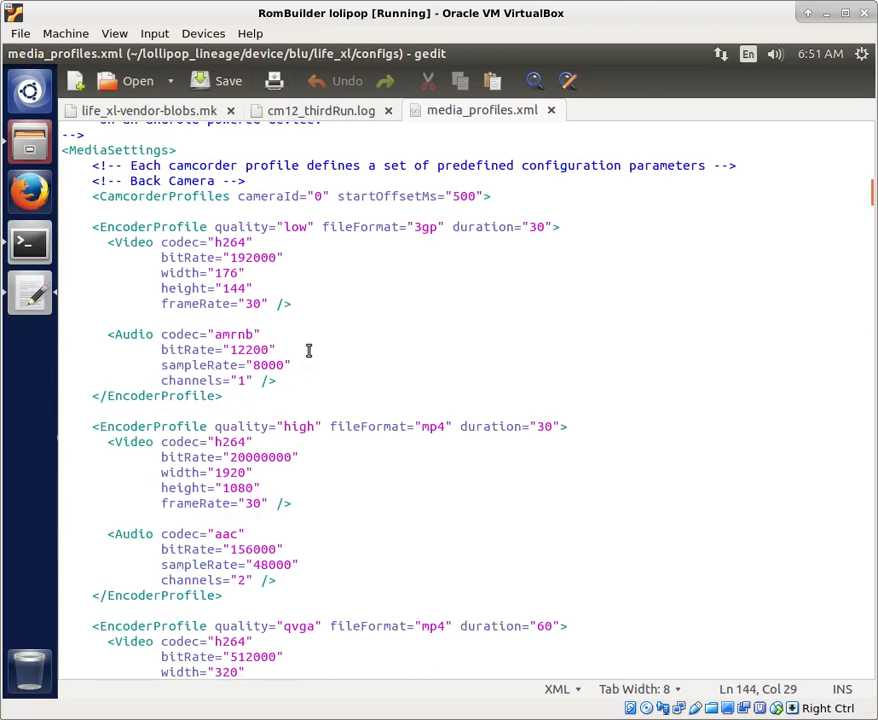 RomBuilder lolipop [Running] - Oracle VM VirtualBox
File Machine View Input Devices Help
media_profiles.xml (~/lollipop_lineage/device/blu/life_xl/configs) - gedit
En 6:51 AM
Open Save Undo
life_xl-vendor-blobs.mk cm12_thirdRun.log media_profiles.xml
on an android powered device.
-->
<MediaSettings>
<!-- Each camcorder profile defines a set of predefined configuration parameters -->
<!-- Back Camera -->
<CamcorderProfiles cameraId="0" startOffsetMs="500">
<EncoderProfile quality="low" fileFormat="3gp" duration="30">
<Video codec="h264"
bitRate="192000"
width="176"
height="144"
frameRate="30" />
<Audio codec="amrnb"
bitRate="12200"
sampleRate="8000"
channels="1" />
</EncoderProfile>
<EncoderProfile quality="high" fileFormat="mp4" duration="30">
<Video codec="h264"
bitRate="20000000"
width="1920"
height="1080"
frameRate="30" />
<Audio codec="aac"
bitRate="156000"
sampleRate="48000"
channels="2" />
</EncoderProfile>
<EncoderProfile quality="qvga" fileFormat="mp4" duration="60">
<Video codec="h264"
bitRate="512000"
width="320"
XML Tab Width: 8 Ln 144, Col 29 INS
Right Ctrl